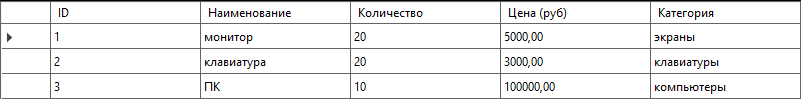 ID Наименование Количество Цена (руб) Категория
1 монитор 20 5000,00 экраны
2 клавиатура 20 3000,00 клавиатуры
3 ПК 10 100000,00 компьютеры